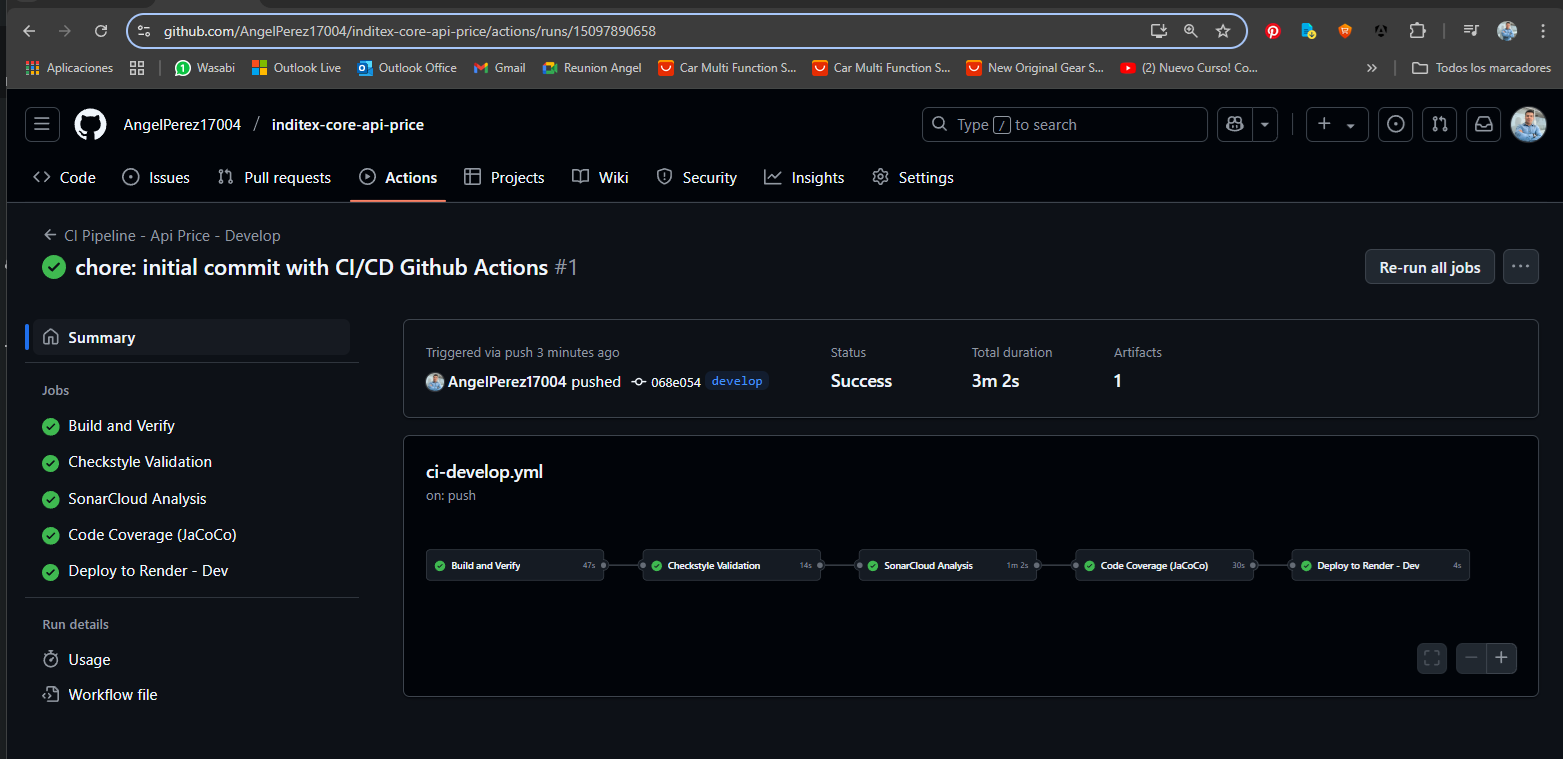 github.com/AngelPerez17004/inditex-core-api-price/actions/runs/15097890658
Aplicaciones Wasabi Outlook Live Outlook Office Gmail Reunion Angel Car Multi Function S... Car Multi Function S... New Original Gear S... (2) Nuevo Curso! Co... » Todos los marcadores
AngelPerez17004 / inditex-core-api-price Type / to search
Code Issues Pull requests Actions Projects Wiki Security Insights Settings
CI Pipeline - Api Price - Develop
chore: initial commit with CI/CD Github Actions #1 Re-run all jobs ...
Summary
Triggered via push 3 minutes ago Status Total duration Artifacts
AngelPerez17004 pushed 068e054 develop Success 3m 2s 1
Jobs
Build and Verify
Checkstyle Validation
SonarCloud Analysis
Code Coverage (JaCoCo)
Deploy to Render - Dev
Run details
Usage
Workflow file
ci-develop.yml
on: push
Build and Verify 47s Checkstyle Validation 14s SonarCloud Analysis 1m 2s Code Coverage (JaCoCo) 30s Deploy to Render - Dev 4s